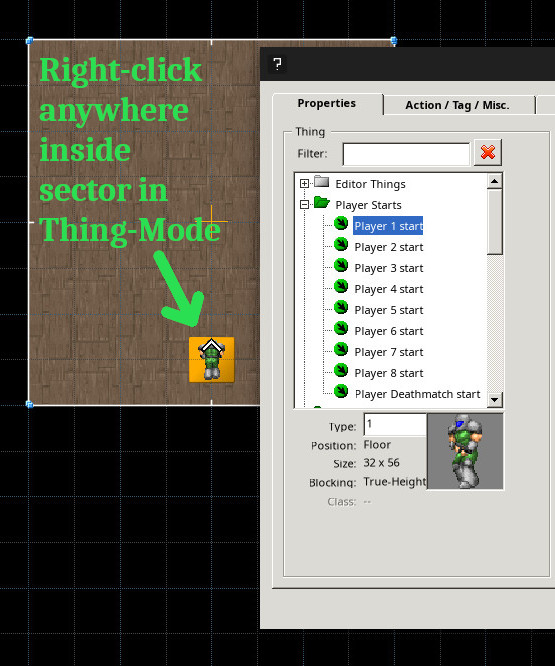 Right-click
anywhere
inside
sector in
Thing-Mode
?
Properties
Action / Tag / Misc.
Thing
Filter:
Editor Things
Player Starts
Player 1 start
Player 2 start
Player 3 start
Player 4 start
Player 5 start
Player 6 start
Player 7 start
Player 8 start
Player Deathmatch start
Type: 1
Position: Floor
Size: 32 x 56
Blocking: True-Height
Class: --